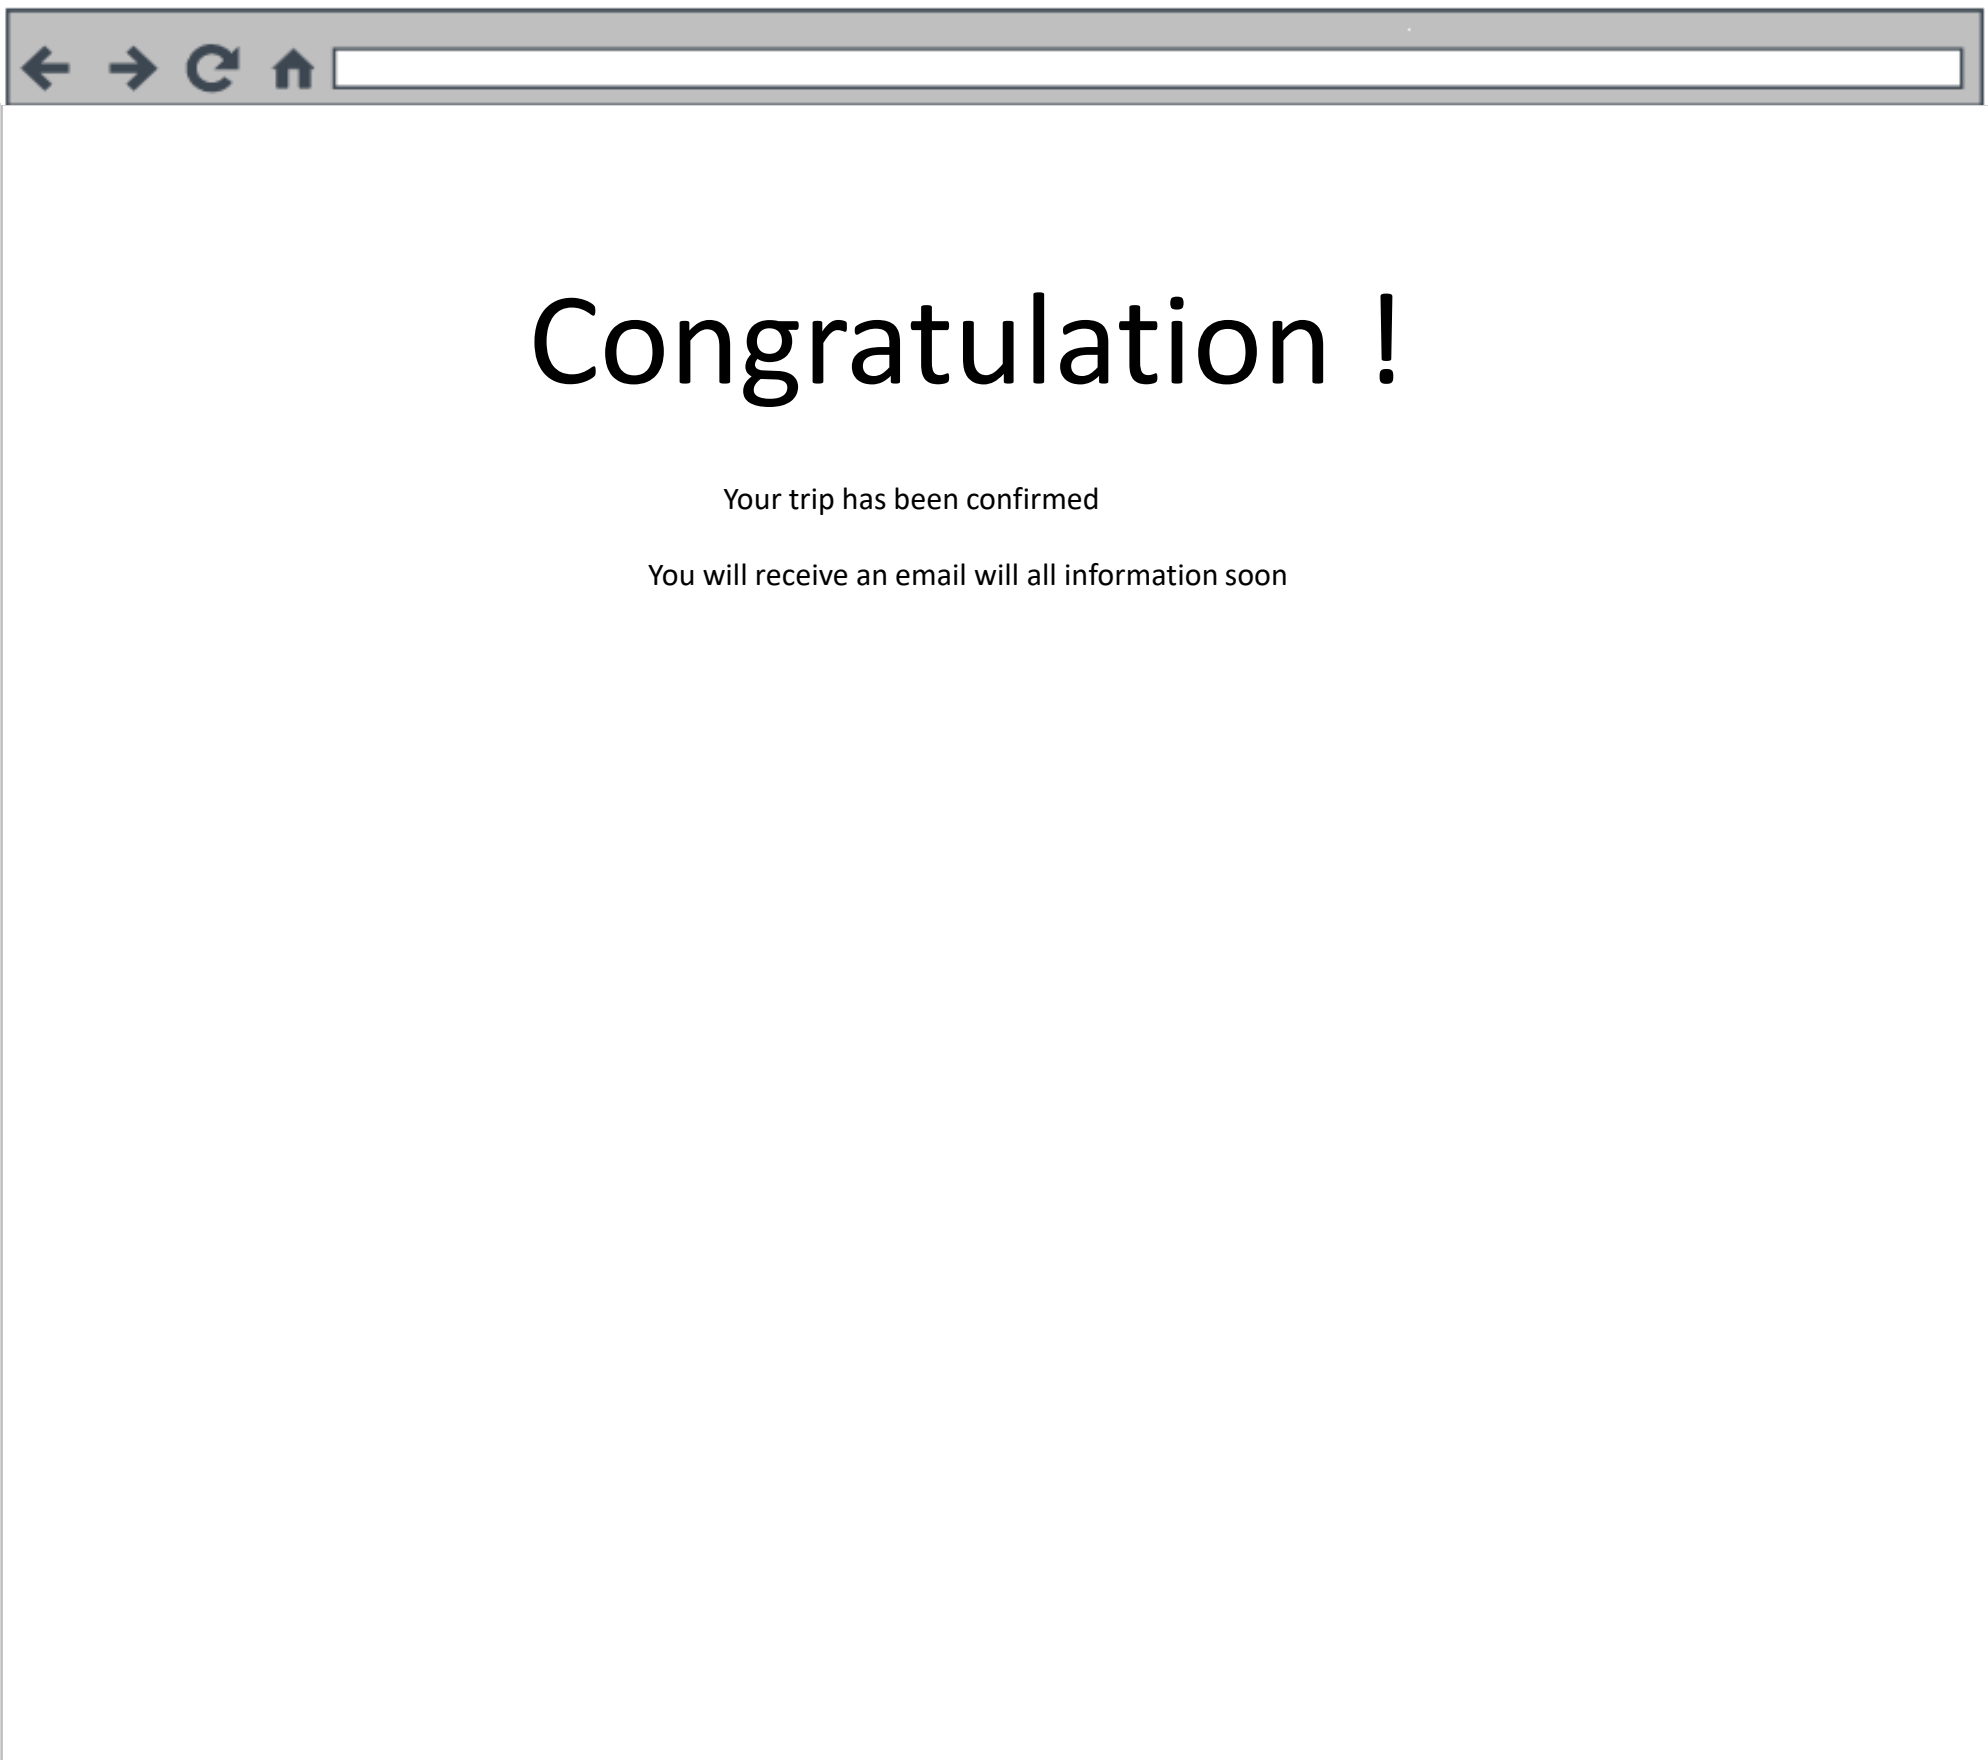 Congratulation !
Your trip has been confirmed
You will receive an email will all information soon